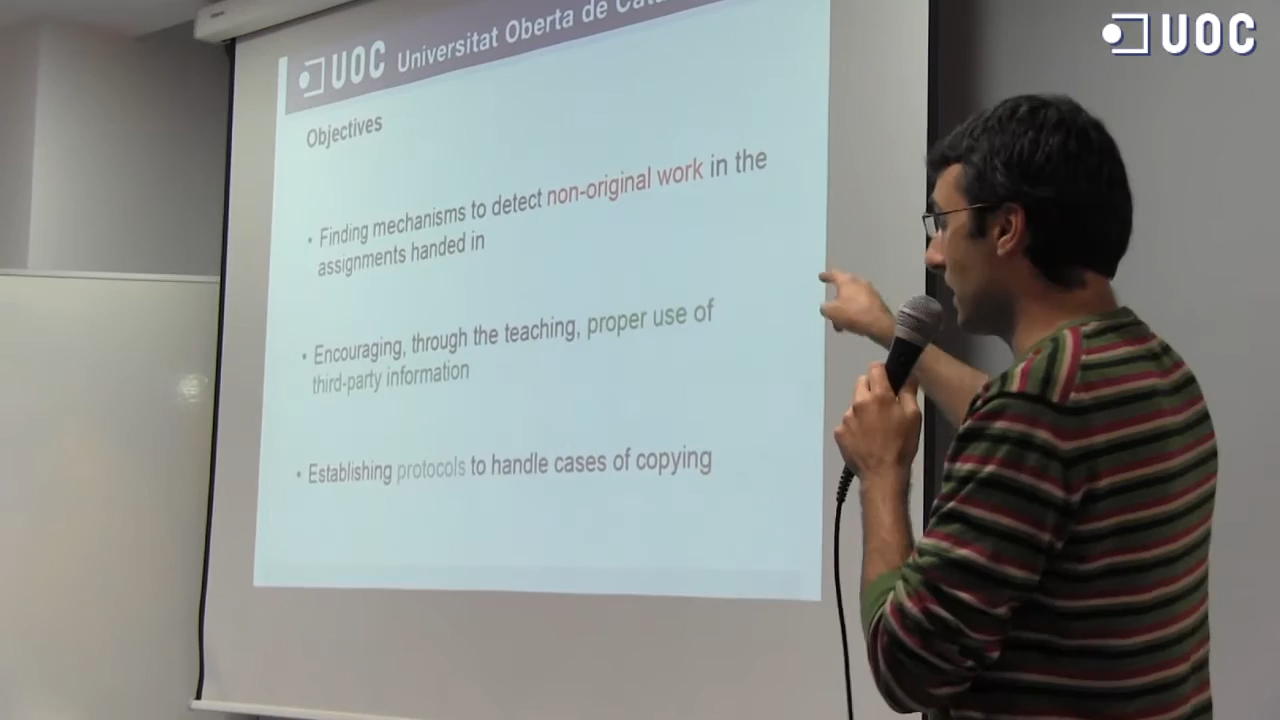 UOC
UOC Universitat Oberta de
Objectives
• Finding mechanisms to detect non-original work in the
assignments handed in
• Encouraging, through the teaching, proper use of
third-party information
• Establishing protocols to handle cases of copying